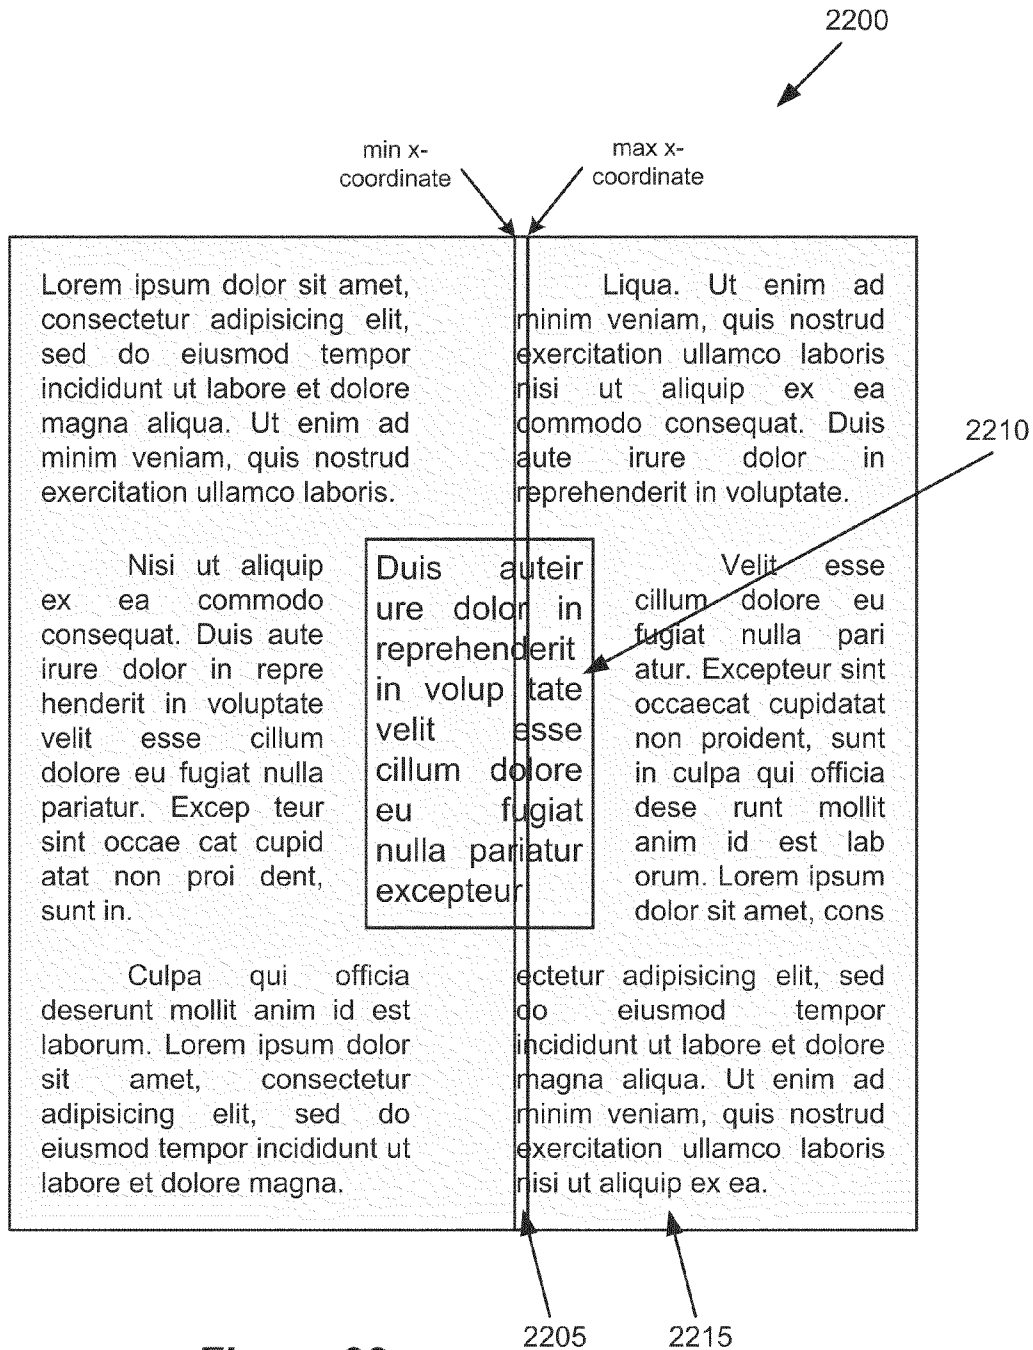 2200
min x-
coordinate
max x-
coordinate
Lorem ipsum dolor sit amet,
consectetur adipisicing elit,
sed do eiusmod tempor
incididunt ut labore et dolore
magna aliqua. Ut enim ad
minim veniam, quis nostrud
exercitation ullamco laboris.
Nisi ut aliquip
ex ea commodo
consequat. Duis aute
irure dolor in repre
henderit in voluptate
velit esse cillum
dolore eu fugiat nulla
pariatur. Excep teur
sint occae cat cupid
atat non proi dent,
sunt in.
Culpa qui officia
deserunt mollit anim id est
laborum. Lorem ipsum dolor
sit amet, consectetur
adipisicing elit, sed do
eiusmod tempor incididunt ut
labore et dolore magna.
Duis auteir
ure dolor in
reprehenderit
in volup tate
velit esse
cillum dolore
eu fugiat
nulla pariatur
excepteur
Liqua. Ut enim ad
minim veniam, quis nostrud
exercitation ullamco laboris
nisi ut aliquip ex ea
commodo consequat. Duis
aute irure dolor in
reprehenderit in voluptate.
Velit esse
cillum dolore eu
fugiat nulla pari
atur. Excepteur sint
occaecat cupidatat
non proident, sunt
in culpa qui officia
dese runt mollit
anim id est lab
orum. Lorem ipsum
dolor sit amet, cons
ectetur adipisicing elit, sed
do eiusmod tempor
incididunt ut labore et dolore
magna aliqua. Ut enim ad
minim veniam, quis nostrud
exercitation ullamco laboris
nisi ut aliquip ex ea.
2210
2205
2215